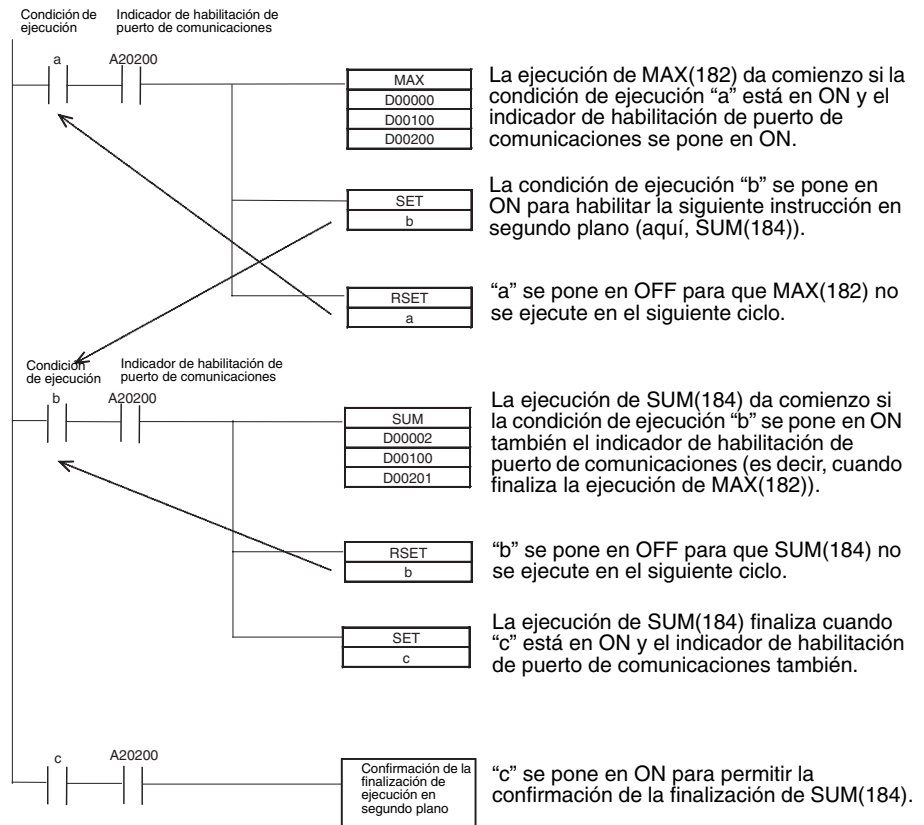 Condición de
ejecución
Indicador de habilitación de
puerto de comunicaciones
a
A20200
MAX
D00000
D00100
D00200
La ejecución de MAX(182) da comienzo si la
condición de ejecución “a” está en ON y el
indicador de habilitación de puerto de
comunicaciones se pone en ON.
SET
b
La condición de ejecución “b” se pone en
ON para habilitar la siguiente instrucción en
segundo plano (aquí, SUM(184)).
RSET
a
“a” se pone en OFF para que MAX(182) no
se ejecute en el siguiente ciclo.
Condición
de ejecución
Indicador de habilitación de
puerto de comunicaciones
b
A20200
SUM
D00002
D00100
D00201
La ejecución de SUM(184) da comienzo si
la condición de ejecución “b” se pone en ON
también el indicador de habilitación de
puerto de comunicaciones (es decir, cuando
finaliza la ejecución de MAX(182)).
RSET
b
“b” se pone en OFF para que SUM(184) no
se ejecute en el siguiente ciclo.
SET
c
La ejecución de SUM(184) finaliza cuando
“c” está en ON y el indicador de habilitación
de puerto de comunicaciones también.
c
A20200
Confirmación de la
finalización de
ejecución en
segundo plano
“c” se pone en ON para permitir la
confirmación de la finalización de SUM(184).